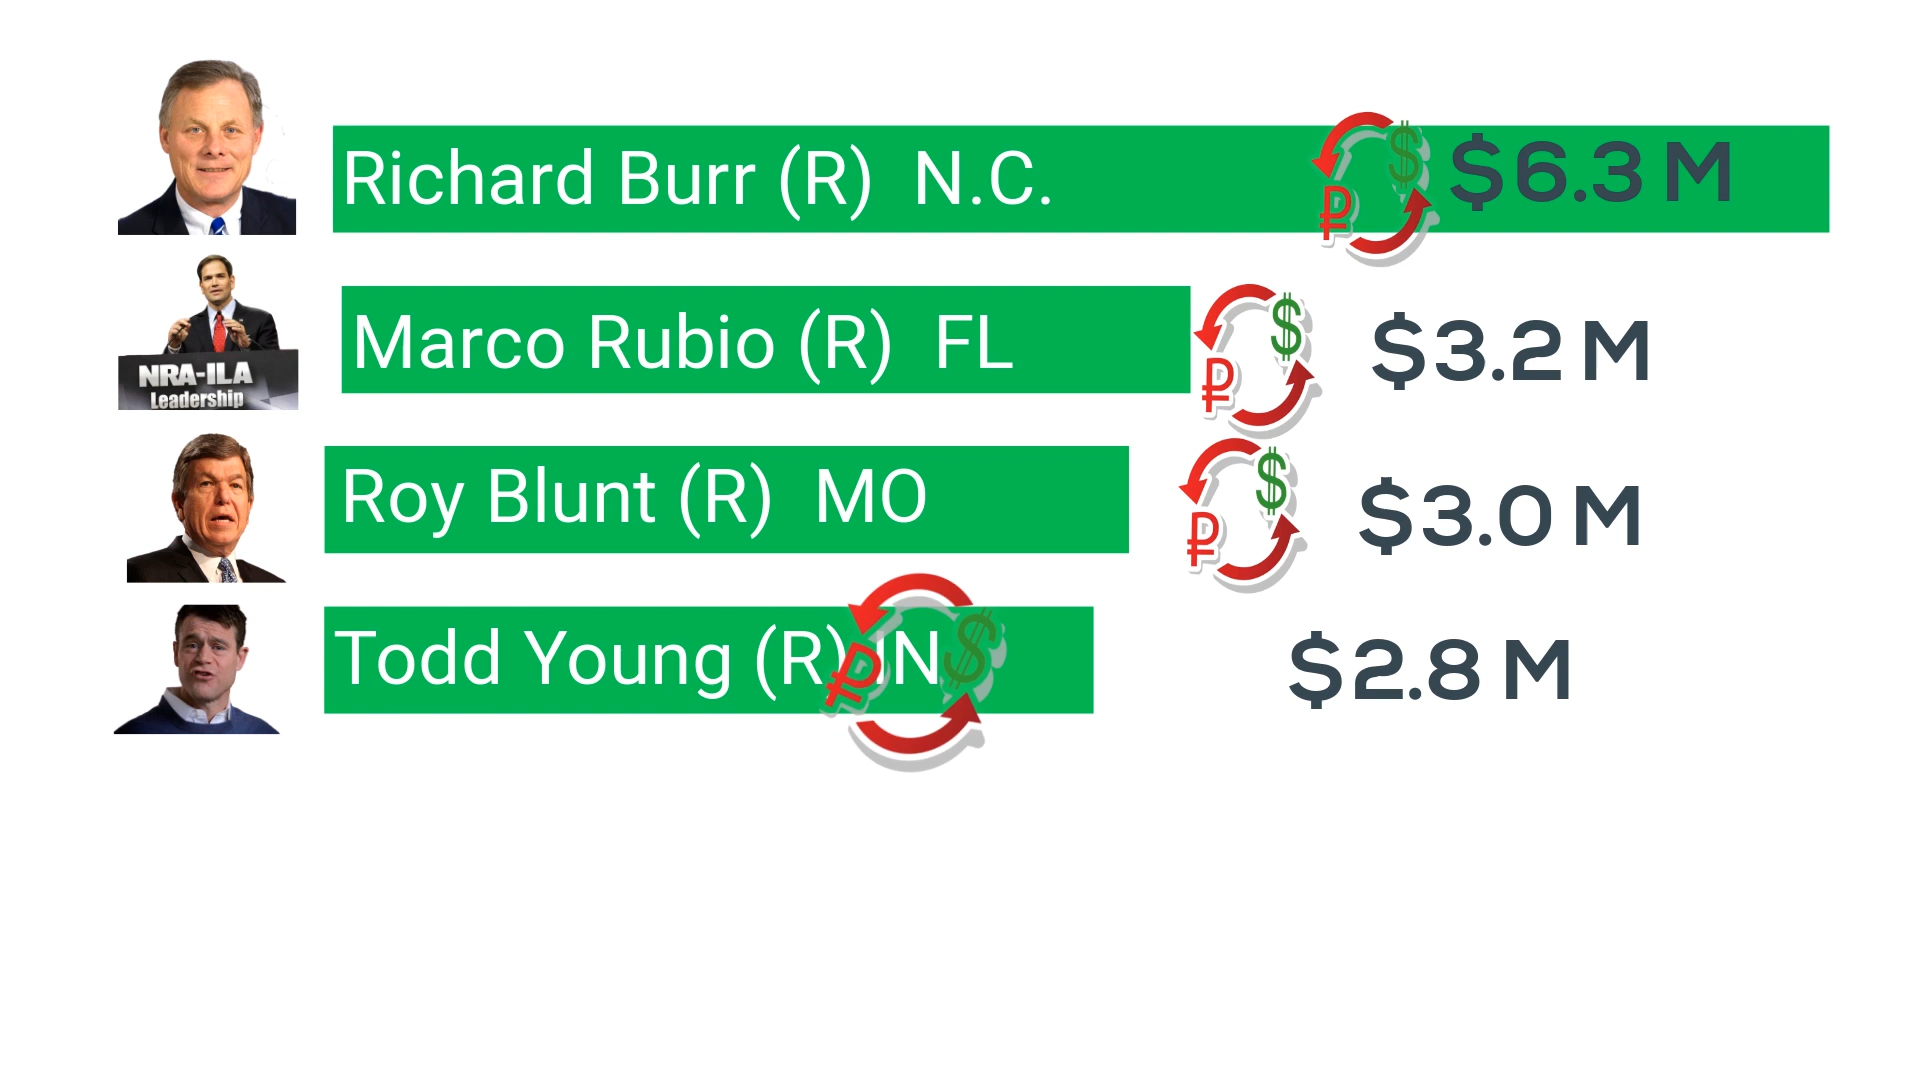 Richard Burr (R) N.C. $6.3 M
NRA-ILA
Leadership
Marco Rubio (R) FL $3.2 M
Roy Blunt (R) MO $3.0 M
Todd Young (R) IN $2.8 M